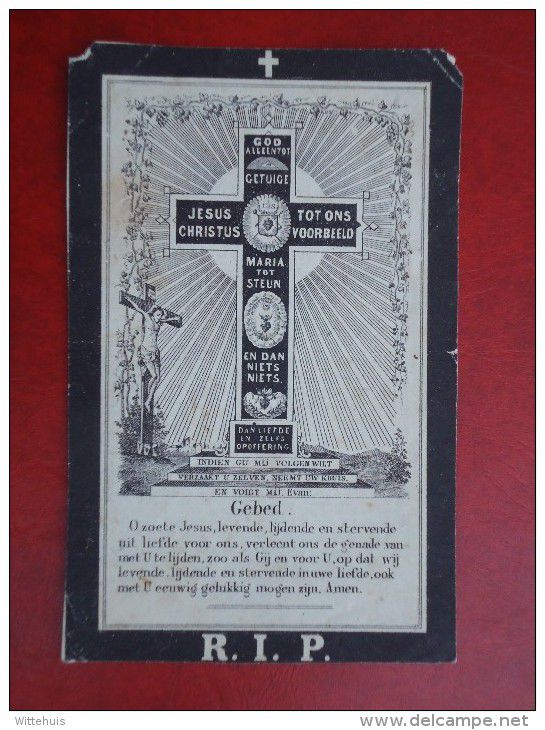 GOD
ALLEEN TOT
GETUIGE
JESUS TOT ONS
CHRISTUS VOORBEELD
MARIA
TOT
STEUN
EN DAN
NIETS
NIETS.
DAN LIEFDE
EN ZELFS
OPOFFERING
INDIEN GIJ MIJ VOLGEN WILT
VERZAAKT U ZELVEN, NEEMT UW KRUIS,
EN VOLGT MIJ. Evan:
Gebed.
O zoete Jesus, levende, lijdende en stervende
uit liefde voor ons, verleent ons de genade van
met U te lijden, zoo als Gij en voor U, op dat wij
levende, lijdende en stervende in uwe liefde, ook
met U eeuwig gelukkig mogen zijn. Amen.
R. I. P.
Wittehuis
www.delcampe.net